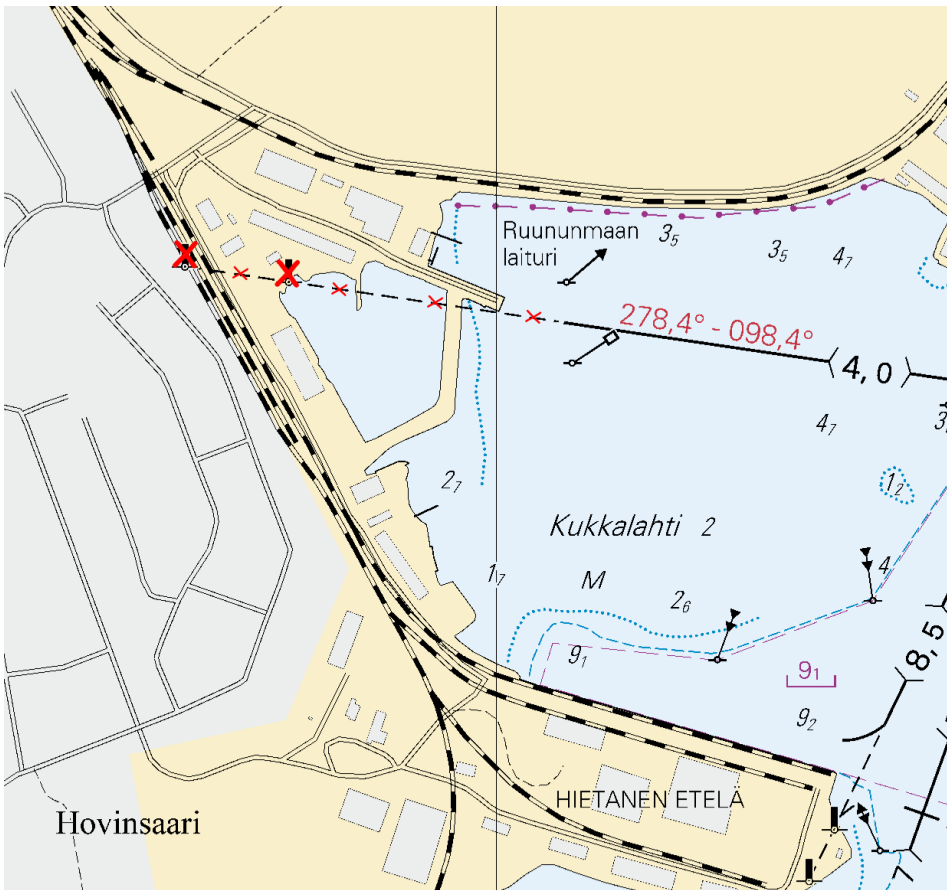 Ruununmaan
laituri
3₅
3₅
4₇
278,4° - 098,4°
4,0
4₇
3
1₂
2₇
Kukkalahti 2
1₇
M
2₆
4
9₁
9₁
9₂
8,5
HIETANEN ETELÄ
Hovinsaari
7